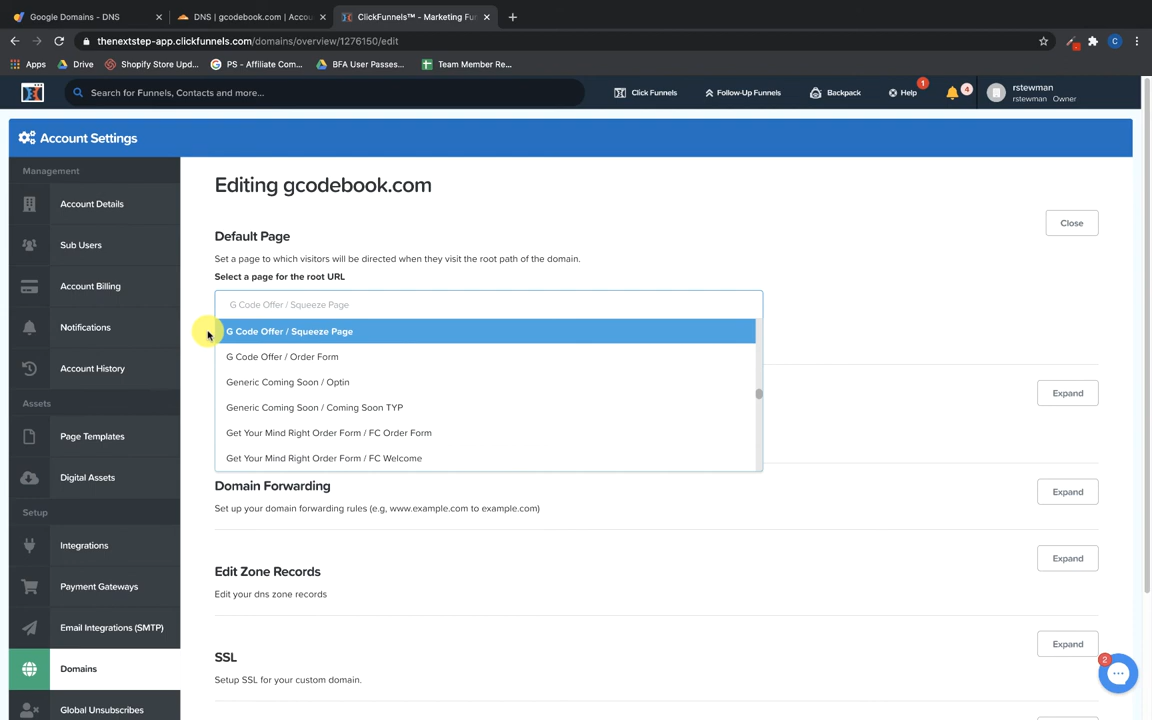 Google Domains - DNS
DNS | gcodebook.com | Accou
ClickFunnels™ - Marketing Fu
thenextstep-app.clickfunnels.com/domains/overview/1276150/edit
C
Apps
Drive
Shopify Store Upd...
PS - Affiliate Com...
BFA User Passes...
Team Member Re...
Search for Funnels, Contacts and more...
Click Funnels
Follow-Up Funnels
Backpack
Help
1
4
rstewman
rstewman Owner
Account Settings
Management
Account Details
Sub Users
Account Billing
Notifications
Account History
Assets
Page Templates
Digital Assets
Setup
Integrations
Payment Gateways
Email Integrations (SMTP)
Domains
Global Unsubscribes
Editing gcodebook.com
Close
Default Page
Set a page to which visitors will be directed when they visit the root path of the domain.
Select a page for the root URL
G Code Offer / Squeeze Page
G Code Offer / Squeeze Page
G Code Offer / Order Form
Generic Coming Soon / Optin
Generic Coming Soon / Coming Soon TYP
Get Your Mind Right Order Form / FC Order Form
Get Your Mind Right Order Form / FC Welcome
Expand
Domain Forwarding
Set up your domain forwarding rules (e.g, www.example.com to example.com)
Expand
Edit Zone Records
Edit your dns zone records
Expand
SSL
Setup SSL for your custom domain.
Expand
2